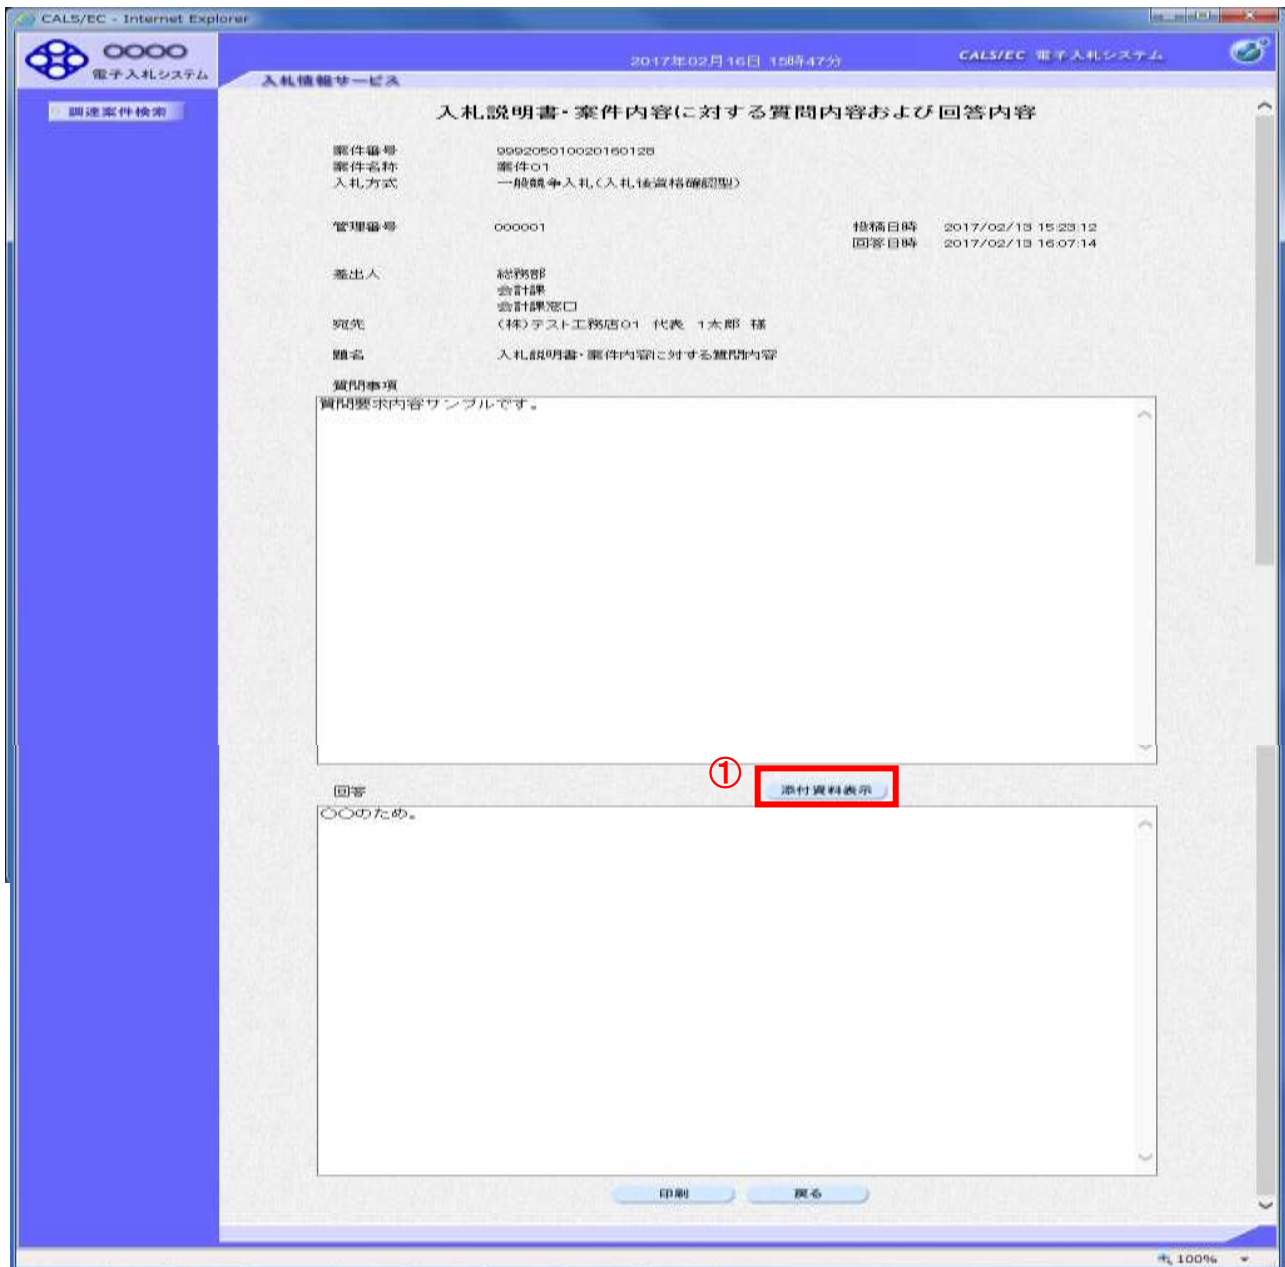 CALS/EC - Internet Explorer
○○○○
電子入札システム
2017年02月16日 15時47分
CALS/EC 電子入札システム
入札情報サービス
調達案件検索
入札説明書・案件内容に対する質問内容および回答内容
案件番号 999205010020160128
案件名称 案件01
入札方式 一般競争入札(入札後資格確認型)
管理番号 000001 投稿日時 2017/02/13 15:23:12
回答日時 2017/02/13 16:07:14
差出人 総務部
会計課
会計課窓口
宛先 (株)テスト工務店01 代表 1太郎 様
題名 入札説明書・案件内容に対する質問内容
質問事項
質問要求内容サンプルです。
①
回答 添付資料表示
○○のため。
印刷 戻る
100%